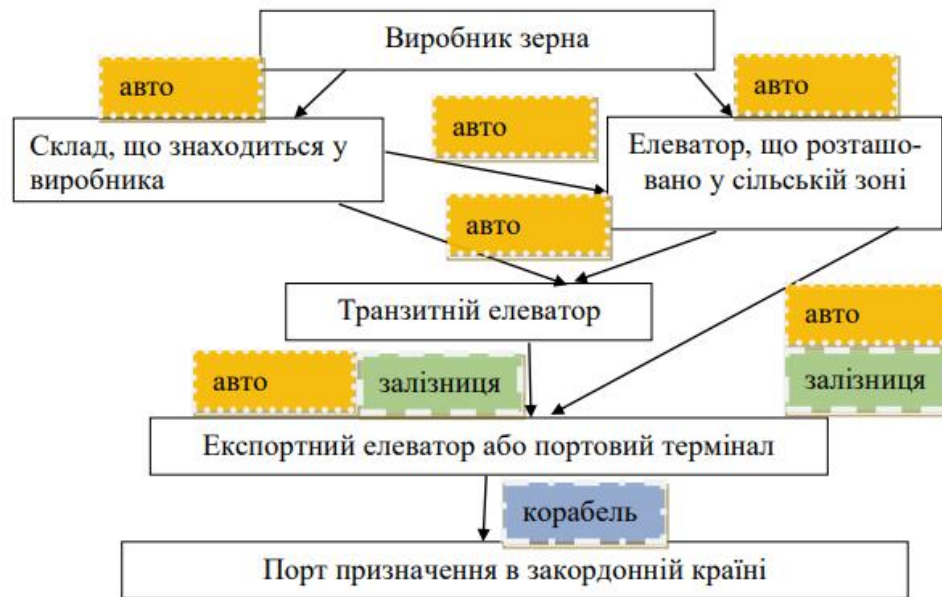 Виробник зерна
авто
авто
авто
Склад, що знаходиться у
виробника
Елеватор, що розташо-
вано у сільській зоні
авто
Транзитній елеватор
авто
авто
залізниця
залізниця
Експортний елеватор або портовий термінал
корабель
Порт призначення в закордонній країні